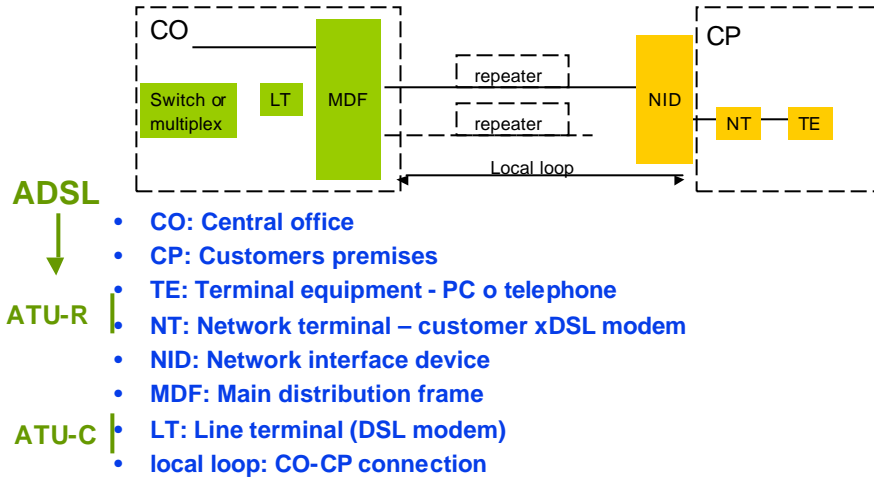 CO
CP
repeater
Switch or
multiplex
LT
MDF
NID
repeater
NT
TE
Local loop
ADSL
• CO: Central office
• CP: Customers premises
• TE: Terminal equipment - PC o telephone
ATU-R
• NT: Network terminal – customer xDSL modem
• NID: Network interface device
• MDF: Main distribution frame
ATU-C
• LT: Line terminal (DSL modem)
• local loop: CO-CP connection